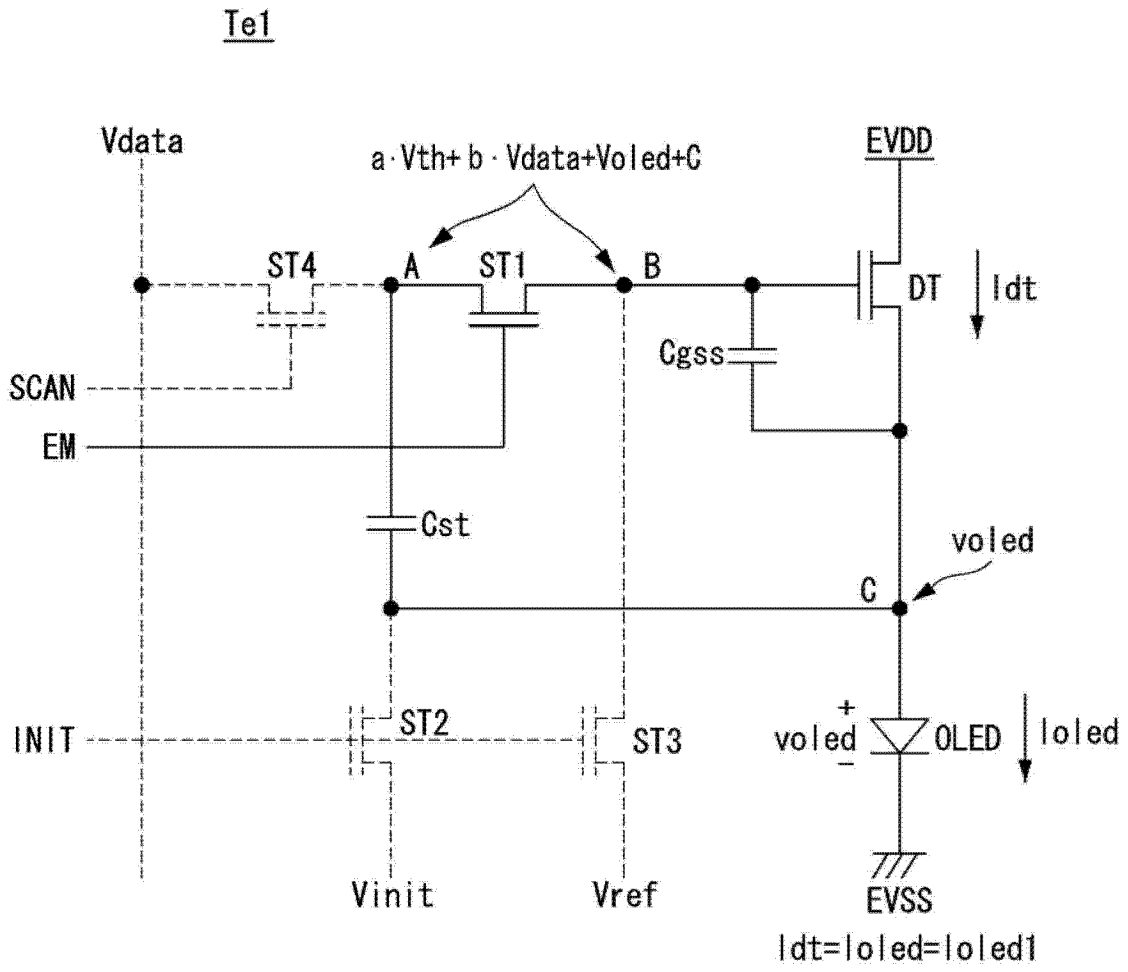 Te1
Vdata
a·Vth+b·Vdata+Voled+C
EVDD
ST4
A
ST1
B
DT
Idt
Cgss
SCAN
EM
Cst
voled
C
INIT
ST2
ST3
+
voled
-
OLED
Ioled
Vinit
Vref
EVSS
Idt=Ioled=Ioled1